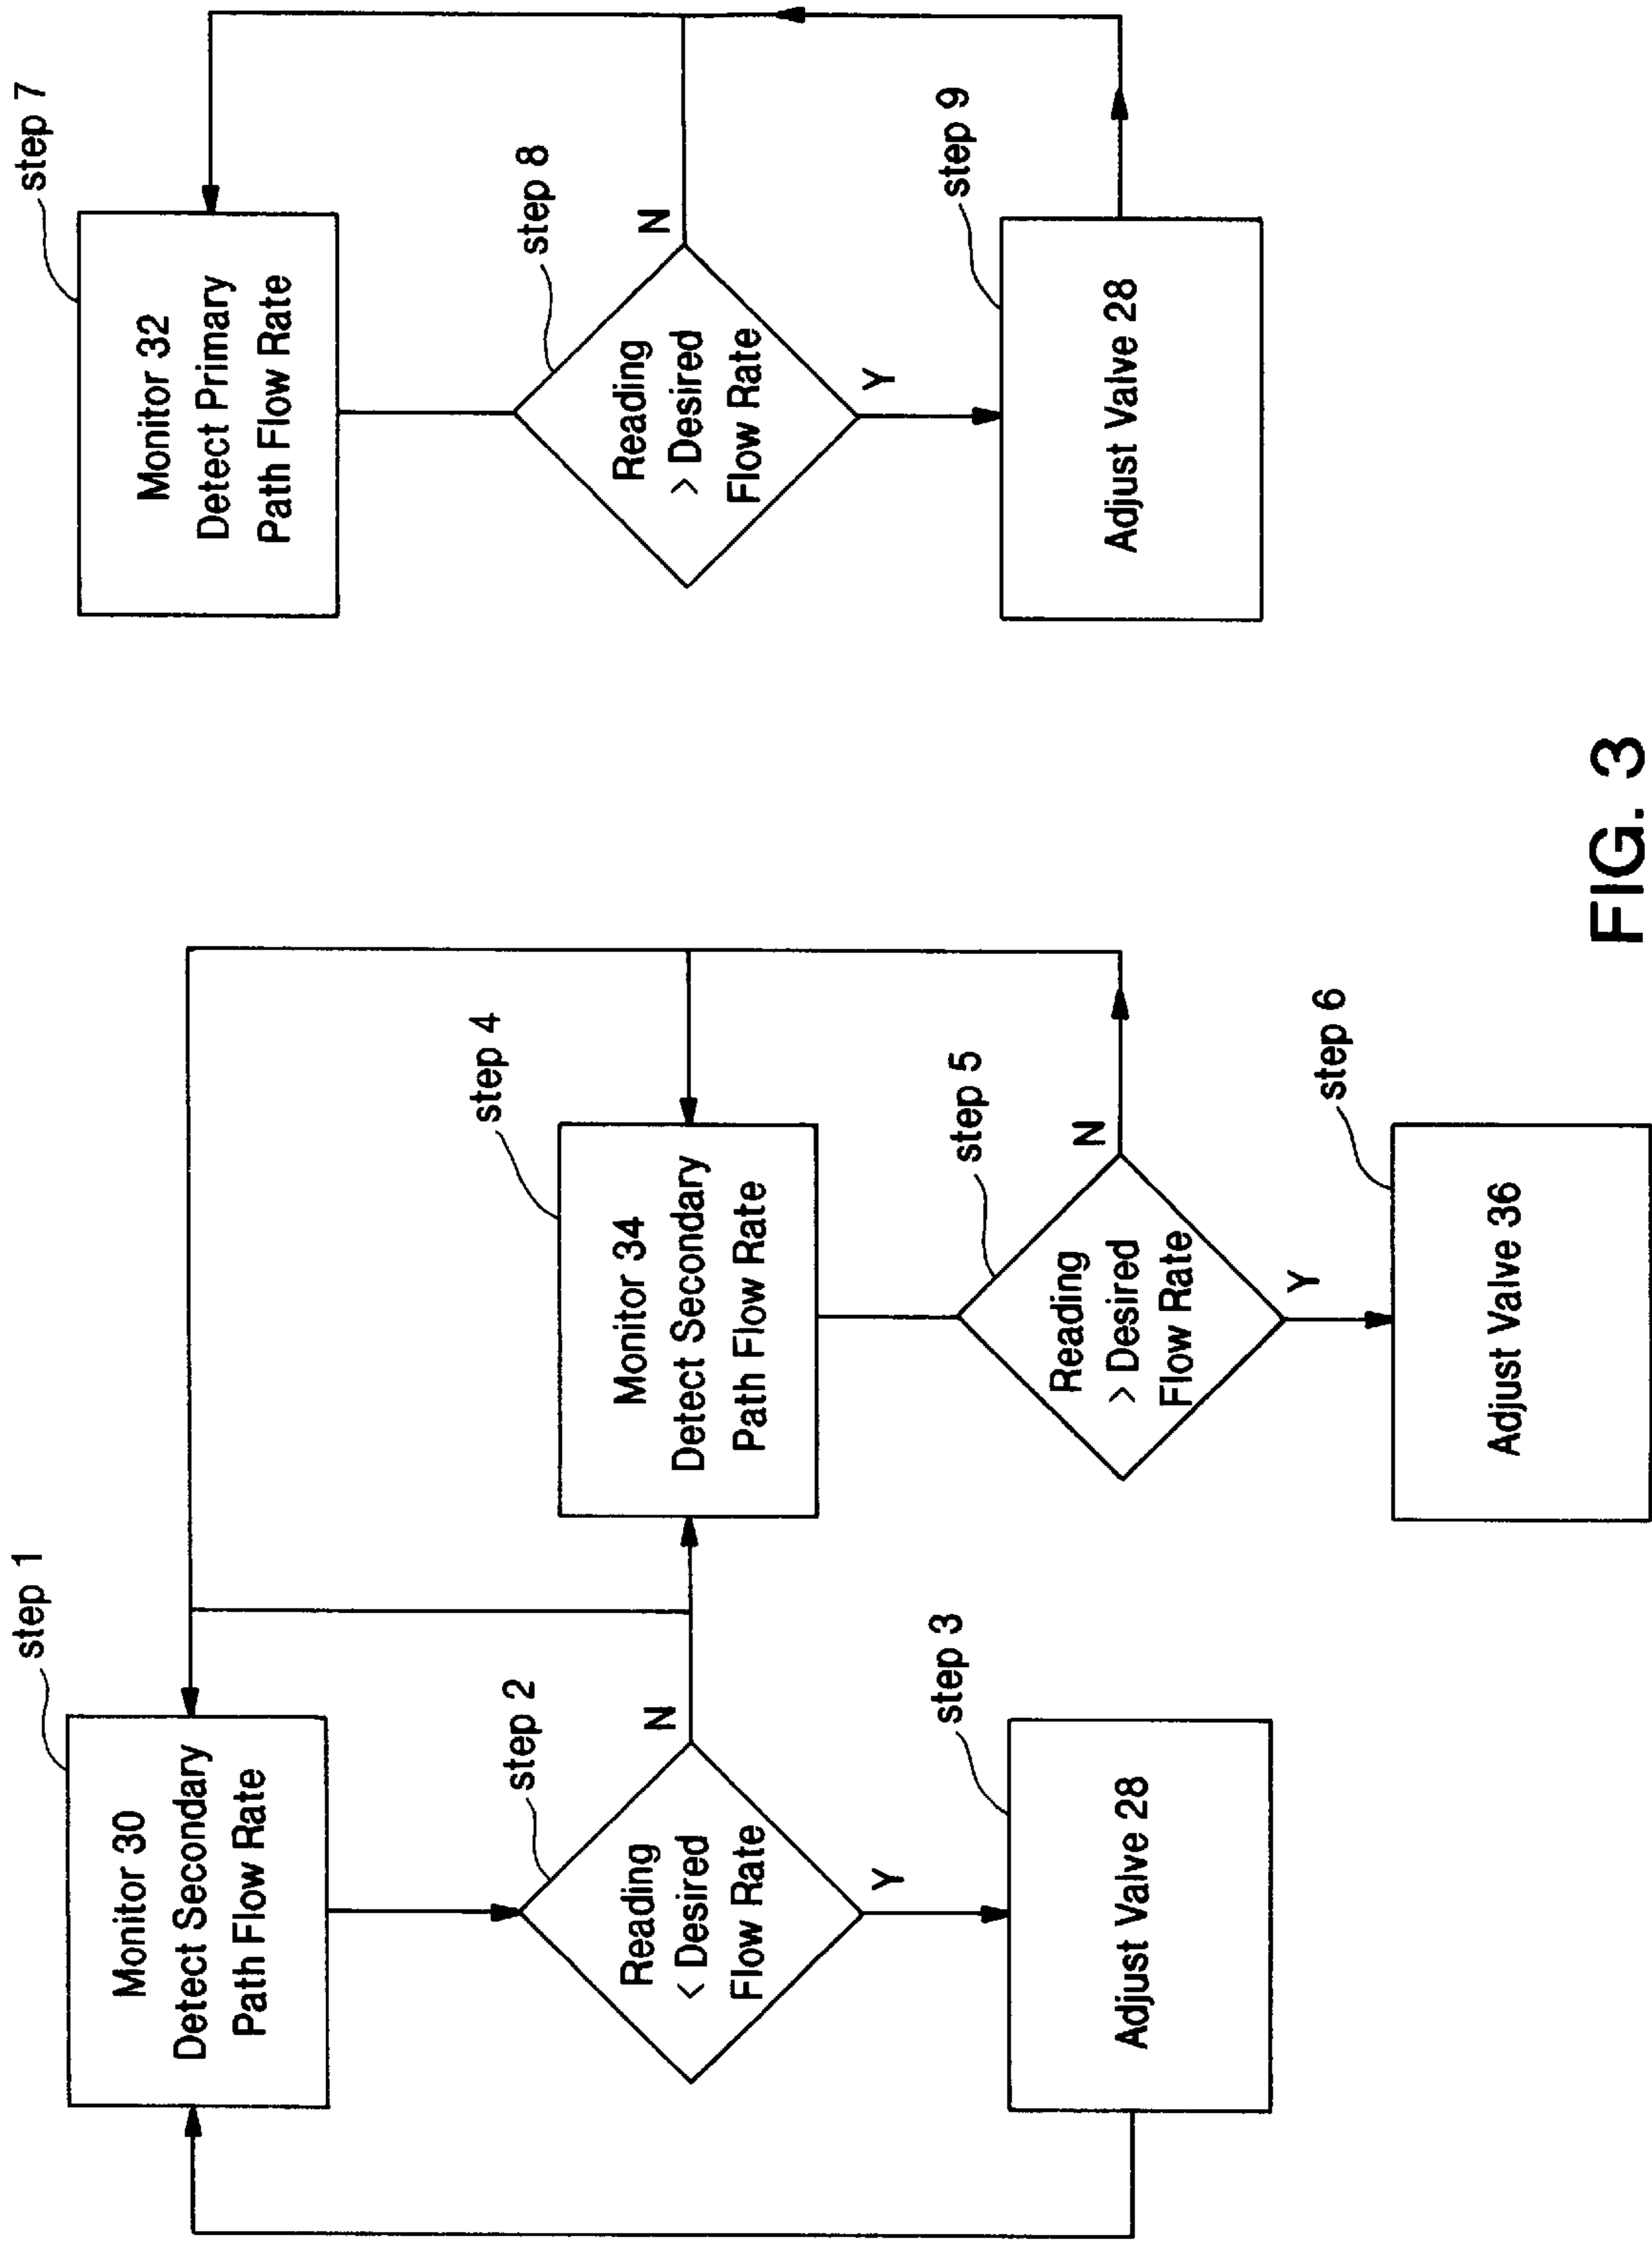 step 1
Monitor 30
Detect Secondary
Path Flow Rate
step 2
Reading
< Desired
Flow Rate
N
Y
step 3
Adjust Valve 28
step 4
Monitor 34
Detect Secondary
Path Flow Rate
step 5
Reading
> Desired
Flow Rate
N
Y
step 6
Adjust Valve 36
step 7
Monitor 32
Detect Primary
Path Flow Rate
step 8
Reading
> Desired
Flow Rate
N
Y
step 9
Adjust Valve 28
FIG. 3